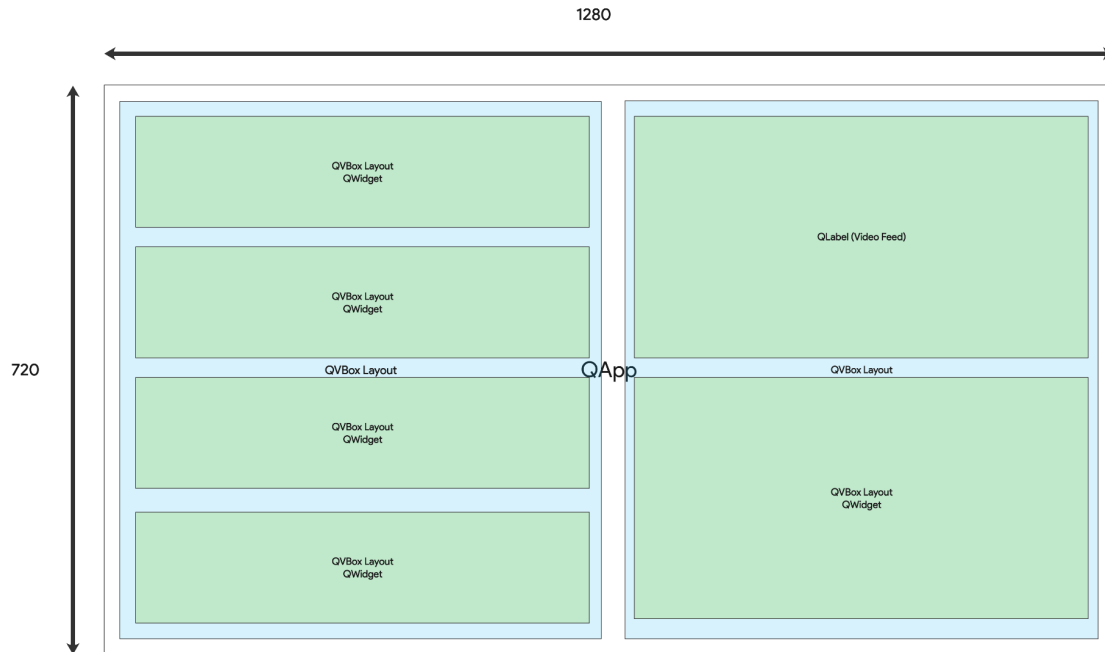 1280
720
QVBox Layout
QWidget
QVBox Layout
QWidget
QVBox Layout
QVBox Layout
QWidget
QVBox Layout
QWidget
QApp
QLabel (Video Feed)
QVBox Layout
QVBox Layout
QWidget